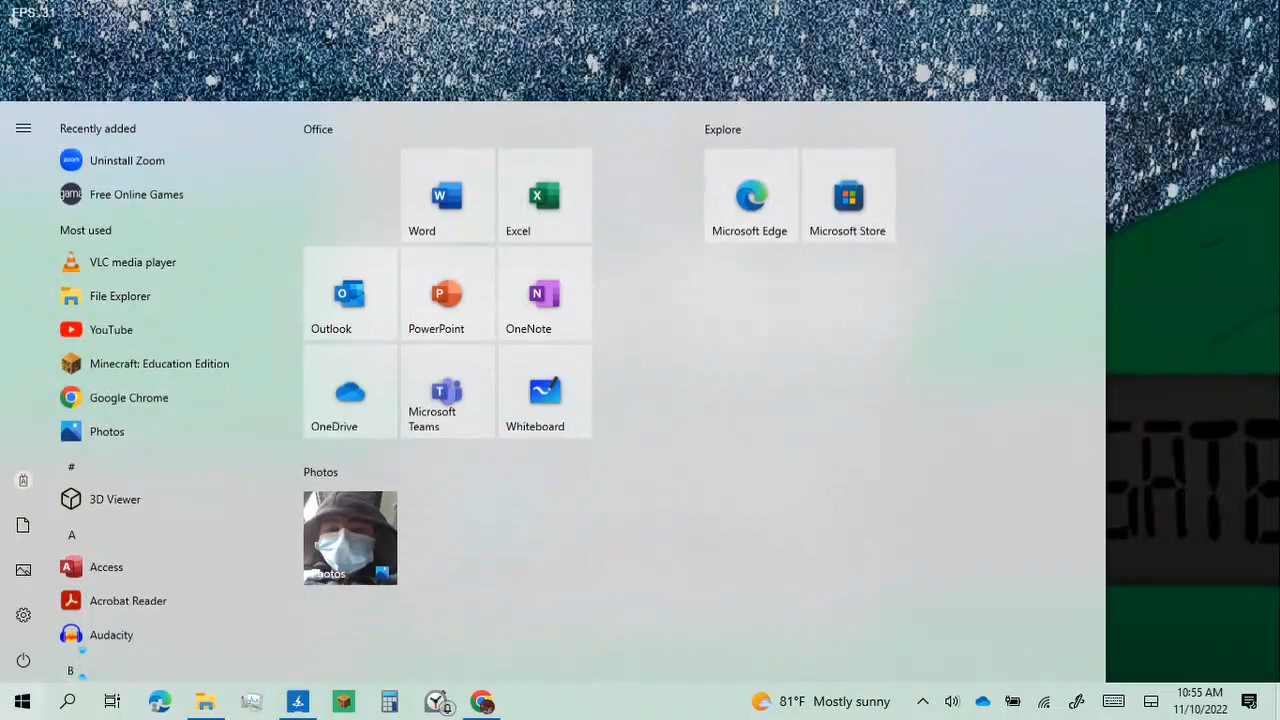 FPS: 31
Recently added
Uninstall Zoom
Free Online Games
Most used
VLC media player
File Explorer
YouTube
Minecraft: Education Edition
Google Chrome
Photos
#
3D Viewer
A
Access
Acrobat Reader
Audacity
B
Office
Word
Excel
Outlook
PowerPoint
OneNote
OneDrive
Microsoft
Teams
Whiteboard
Photos
Photos
Explore
Microsoft Edge
Microsoft Store
81°F Mostly sunny
10:55 AM
11/10/2022